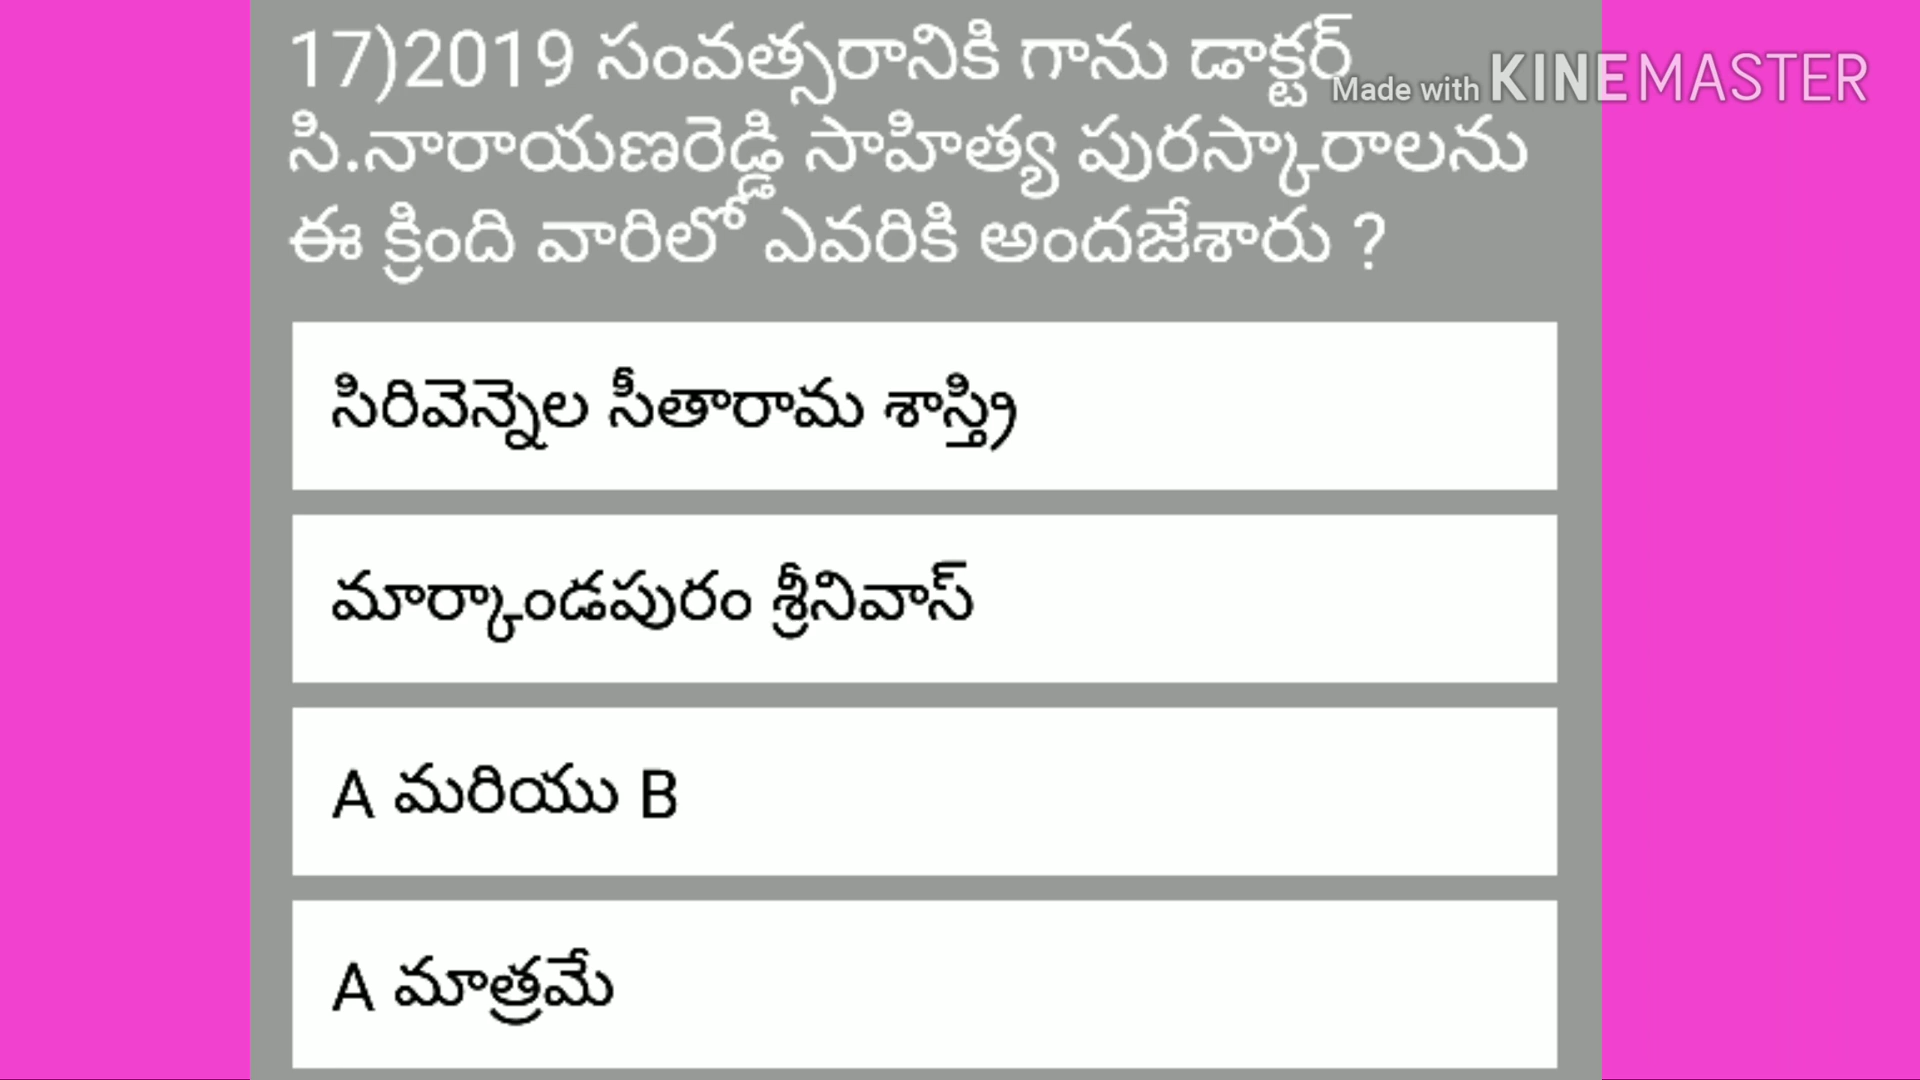 17)2019 సంవత్సరానికి గాను డాక్టర్
Made with KINEMASTER
సి.నారాయణరెడ్డి సాహిత్య పురస్కారాలను
ఈ క్రింది వారిలో ఎవరికి అందజేశారు ?
సిరివెన్నెల సీతారామ శాస్త్రి
మార్కాండపురం శ్రీనివాస్
A మరియు B
A మాత్రమే